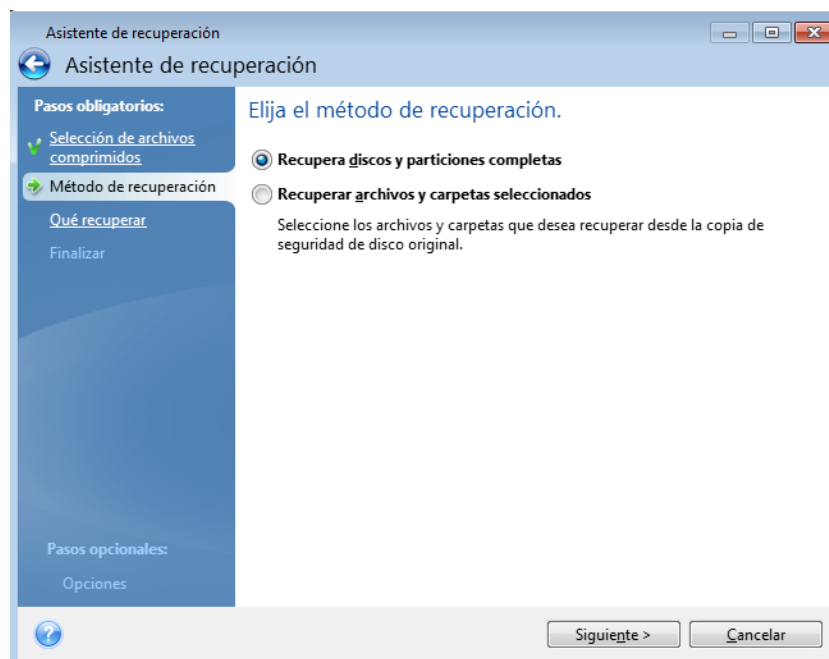 Asistente de recuperación
Asistente de recuperación
Pasos obligatorios:
Selección de archivos
comprimidos
Método de recuperación
Qué recuperar
Finalizar
Pasos opcionales:
Opciones
Elija el método de recuperación.
Recupera discos y particiones completas
Recuperar archivos y carpetas seleccionados
Seleccione los archivos y carpetas que desea recuperar desde la copia de
seguridad de disco original.
Siguiente >
Cancelar